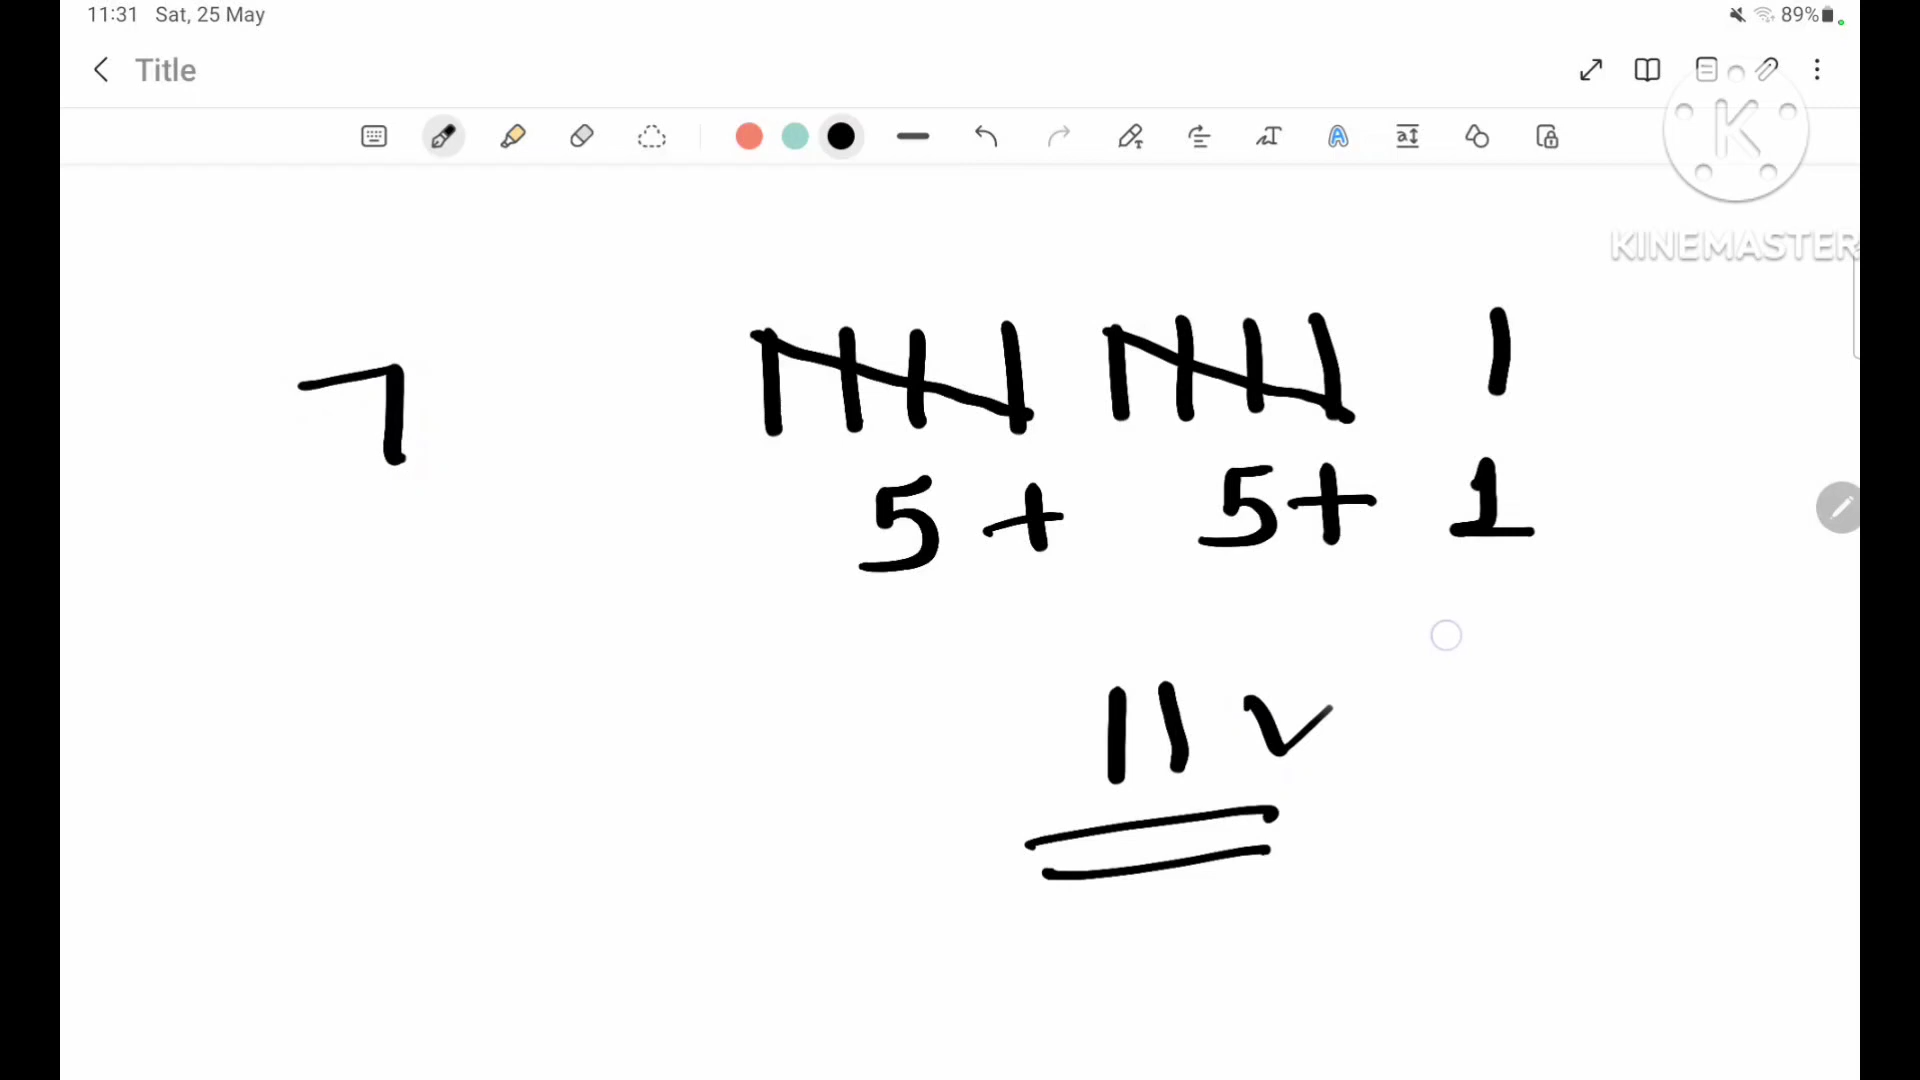 11:31 Sat, 25 May 89%
Title
K
KINEMASTER
7
5 + 5 + 1
11